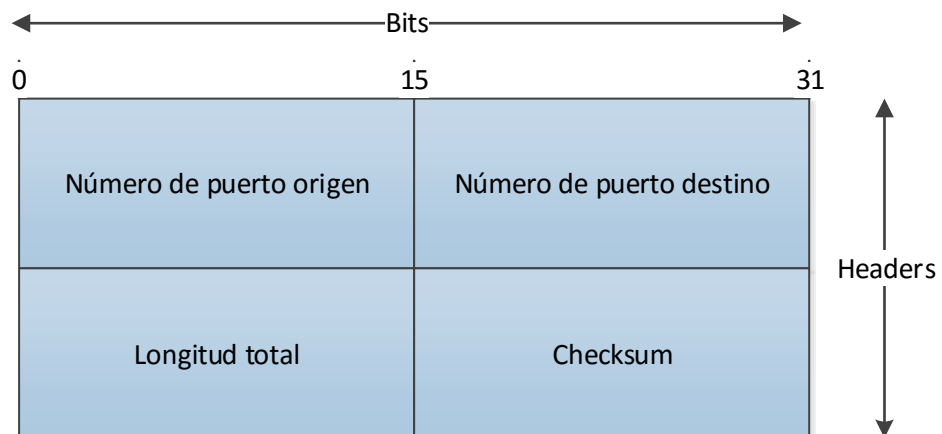 Bits
0 15 31
Número de puerto origen Número de puerto destino
Headers
Longitud total Checksum